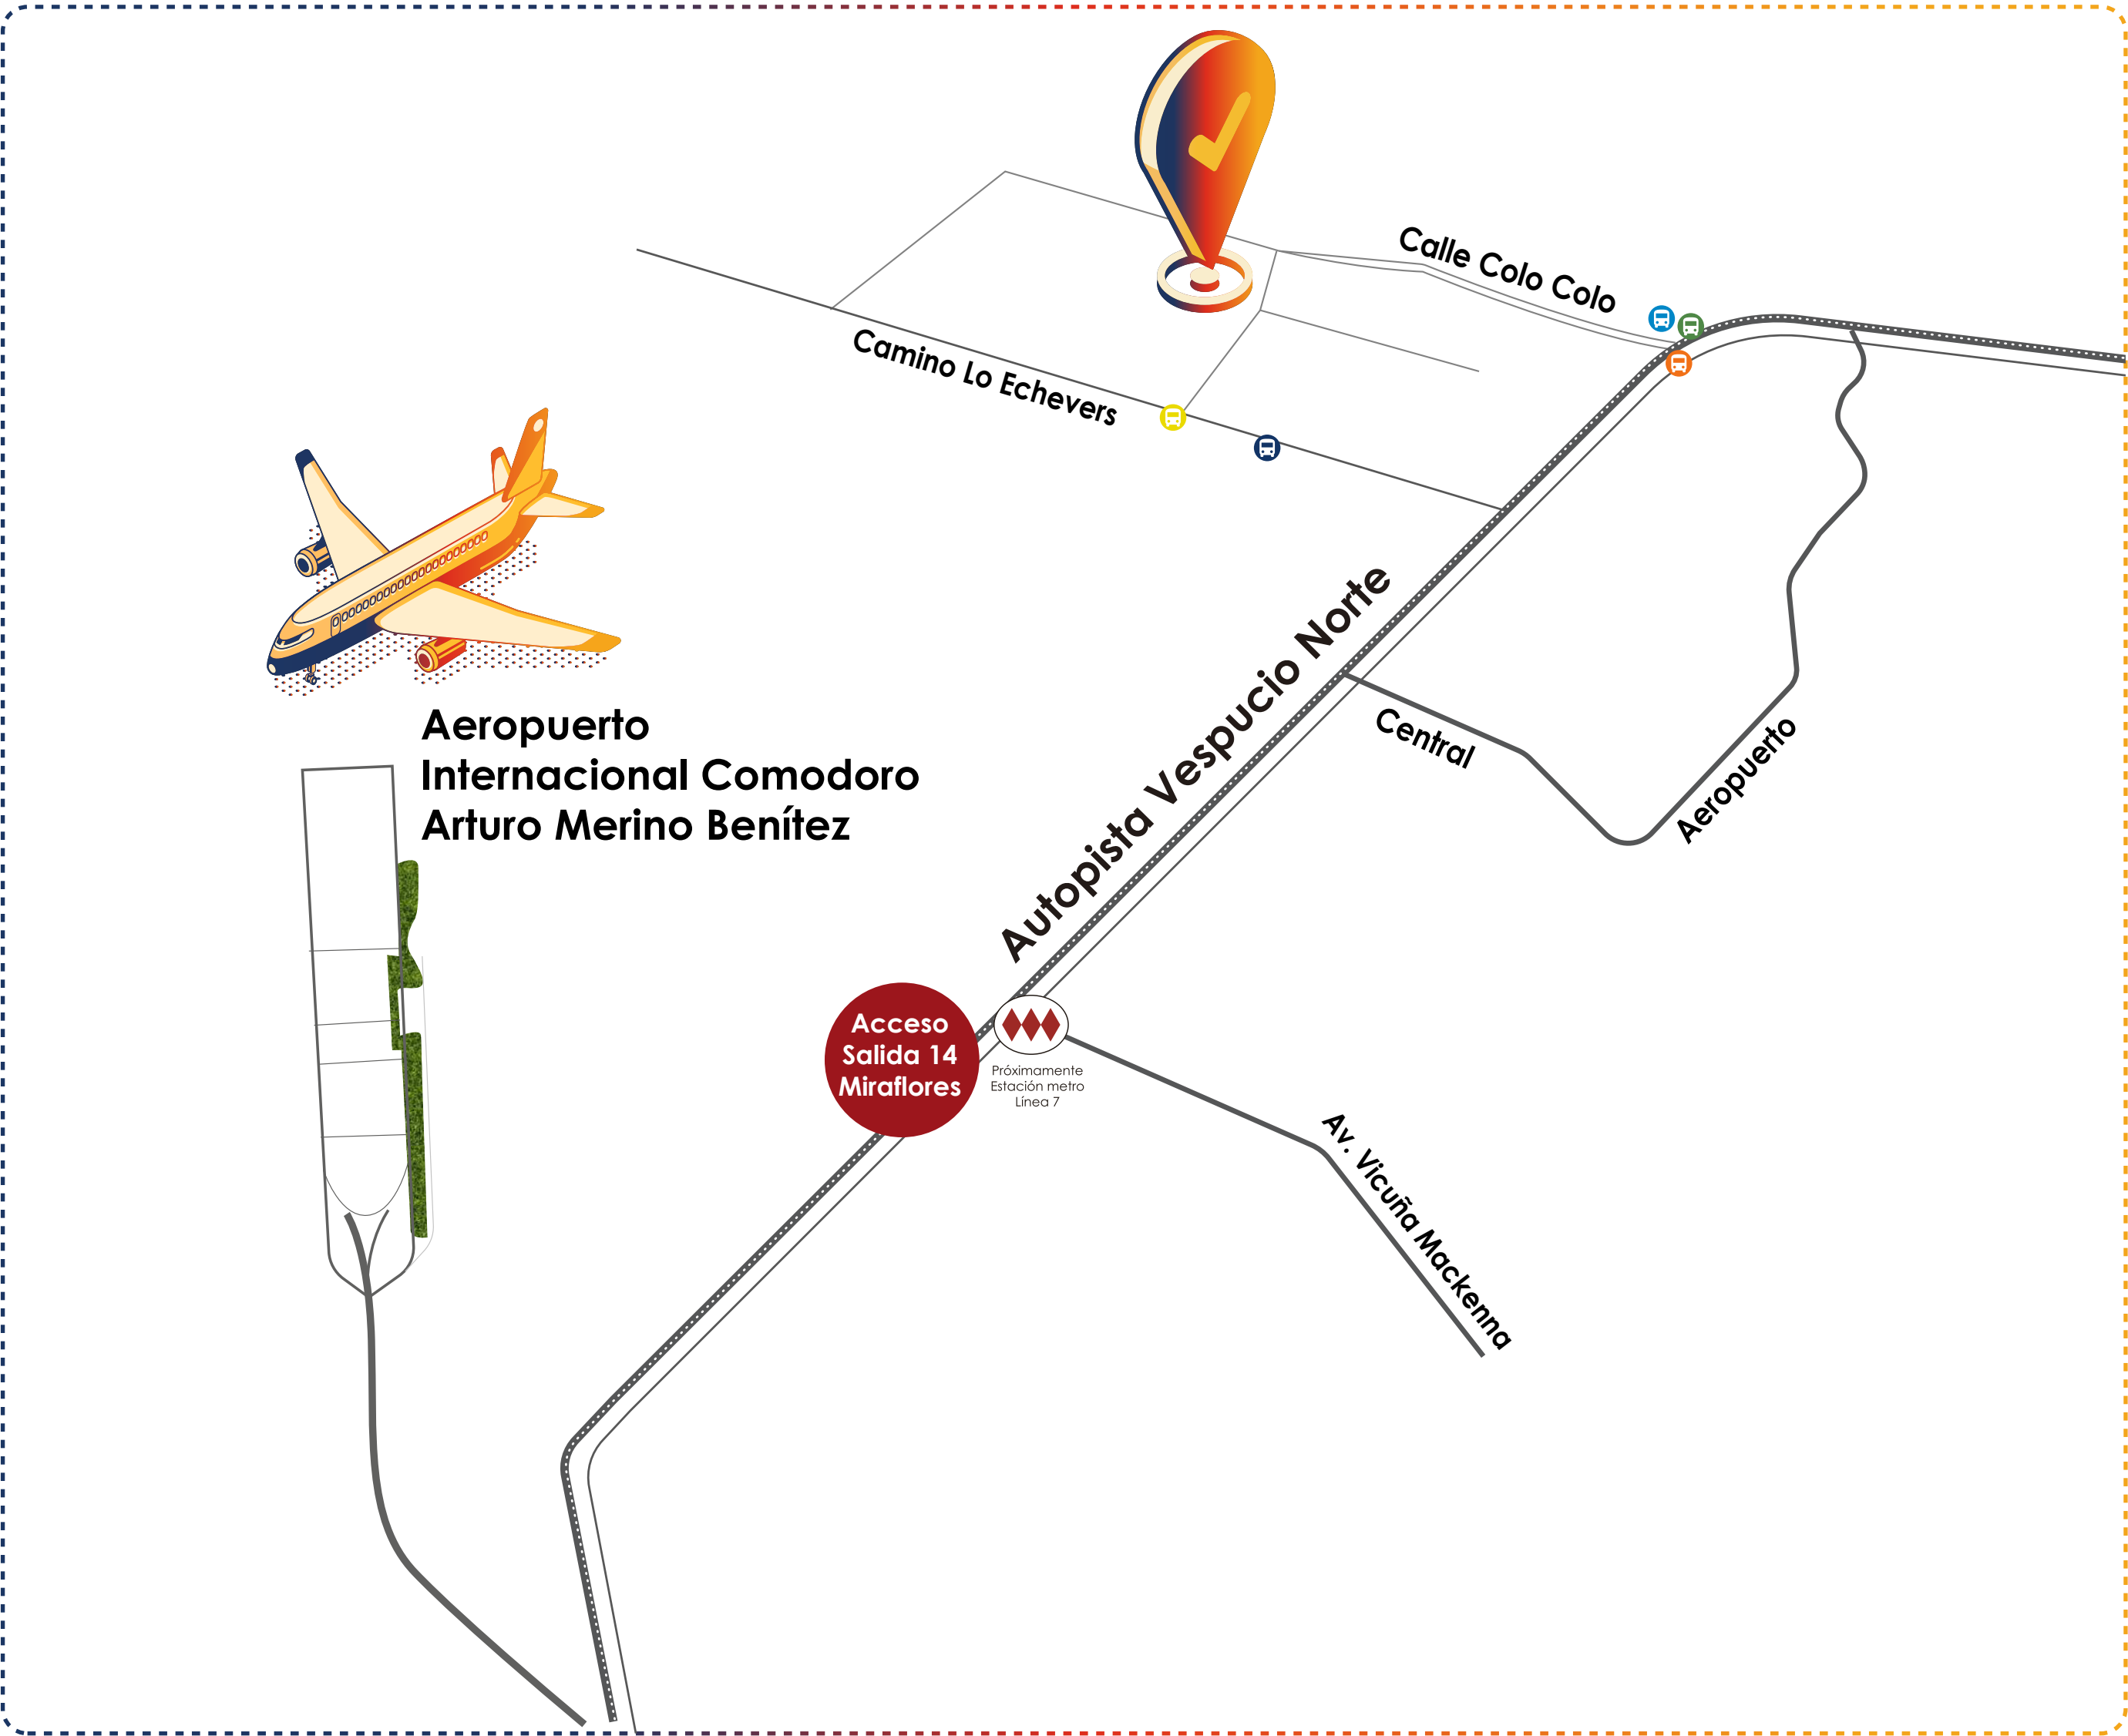 Calle Colo Colo
Camino Lo Echevers
Autopista Vespucio Norte
Aeropuerto
Internacional Comodoro
Arturo Merino Benítez
Central
Aeropuerto
Acceso
Salida 14
Miraflores
Próximamente
Estación metro
Línea 7
Av. Vicuña Mackenna